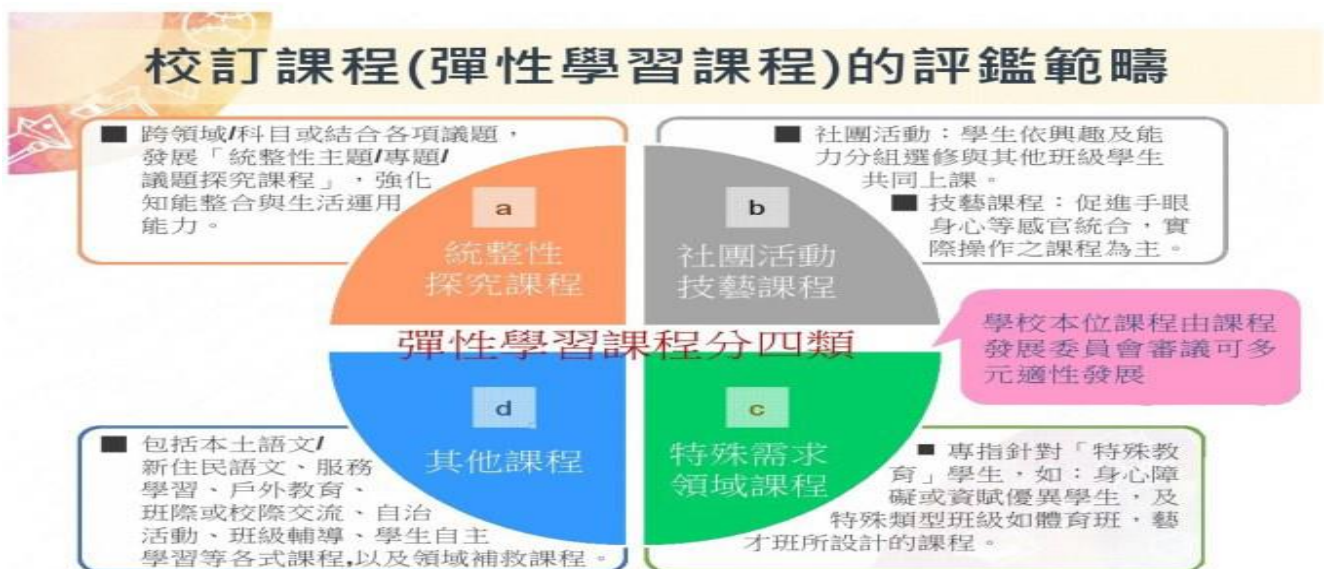 校訂課程(彈性學習課程)的評鑑範疇
■ 跨領域/科目或結合各項議題，
發展「統整性主題/專題/
議題探究課程」，強化
知能整合與生活運用
能力。
a
統整性
探究課程
■ 社團活動：學生依興趣及能
力分組選修與其他班級學生
共同上課。
■ 技藝課程：促進手眼
身心等感官統合，實
際操作之課程為主。
b
社團活動
技藝課程
彈性學習課程分四類
學校本位課程由課程
發展委員會審議可多
元適性發展
■ 包括本土語文/
新住民語文、服務
學習、戶外教育、
班際或校際交流、自治
活動、班級輔導、學生自主
學習等各式課程,以及領域補救課程。
d
其他課程
c
特殊需求
領域課程
■ 專指針對「特殊教
育」學生，如：身心障
礙或資賦優異學生，及
特殊類型班級如體育班，藝
才班所設計的課程。